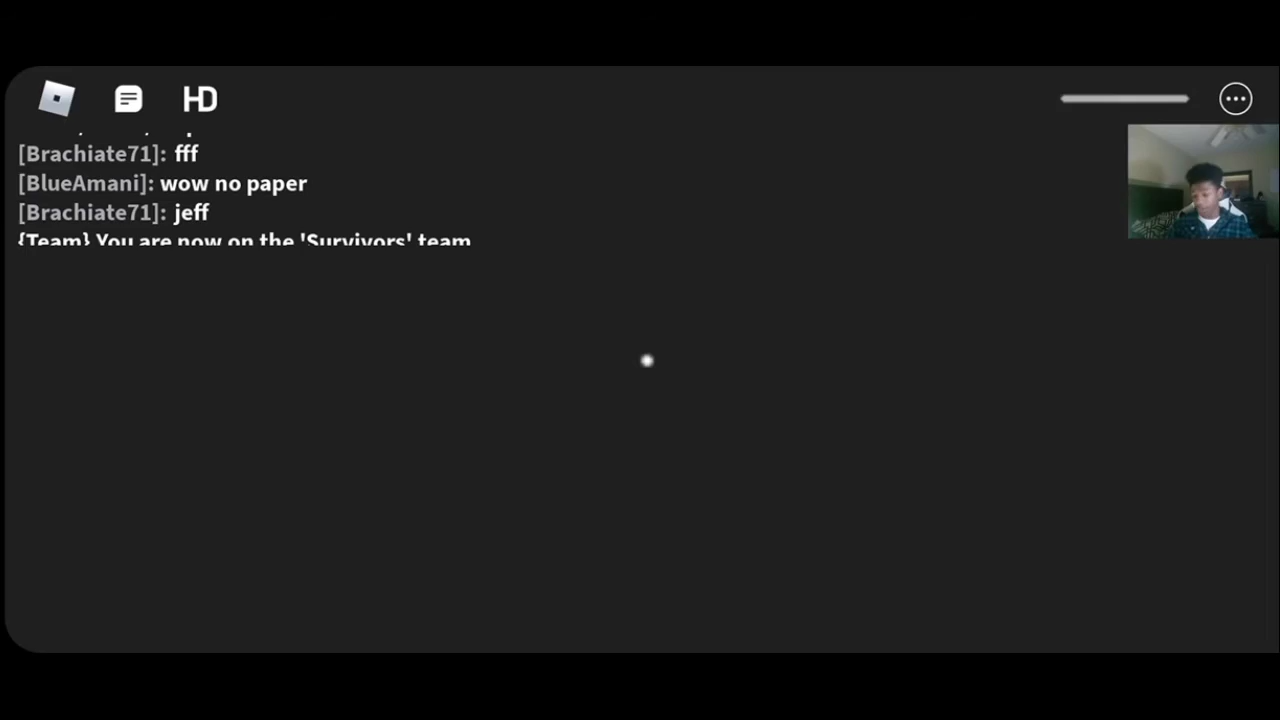 HD
[Brachiate71]: fff
[BlueAmani]: wow no paper
[Brachiate71]: jeff
{Team} You are now on the 'Survivors' team